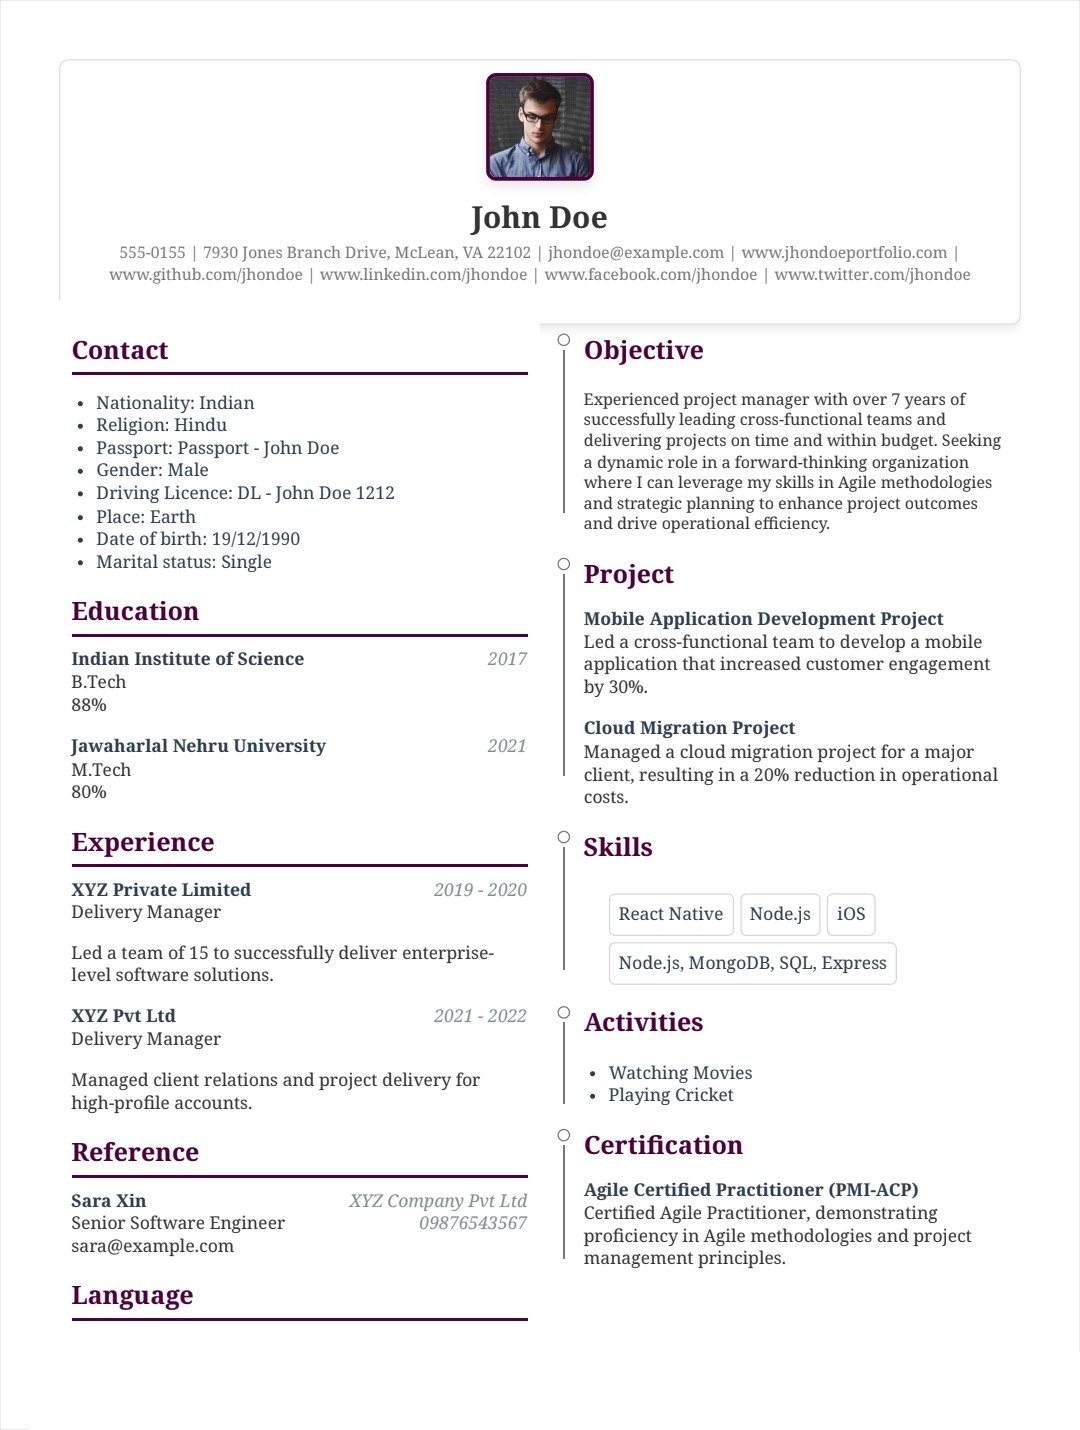 John Doe
555-0155 | 7930 Jones Branch Drive, McLean, VA 22102 | jhondoe@example.com | www.jhondoeportfolio.com |
www.github.com/jhondoe | www.linkedin.com/jhondoe | www.facebook.com/jhondoe | www.twitter.com/jhondoe
Contact
• Nationality: Indian
• Religion: Hindu
• Passport: Passport - John Doe
• Gender: Male
• Driving Licence: DL - John Doe 1212
• Place: Earth
• Date of birth: 19/12/1990
• Marital status: Single
Education
Indian Institute of Science 2017
B.Tech
88%
Jawaharlal Nehru University 2021
M.Tech
80%
Experience
XYZ Private Limited 2019 - 2020
Delivery Manager
Led a team of 15 to successfully deliver enterprise-
level software solutions.
XYZ Pvt Ltd 2021 - 2022
Delivery Manager
Managed client relations and project delivery for
high-profile accounts.
Reference
Sara Xin XYZ Company Pvt Ltd
Senior Software Engineer 09876543567
sara@example.com
Language
Objective
Experienced project manager with over 7 years of
successfully leading cross-functional teams and
delivering projects on time and within budget. Seeking
a dynamic role in a forward-thinking organization
where I can leverage my skills in Agile methodologies
and strategic planning to enhance project outcomes
and drive operational efficiency.
Project
Mobile Application Development Project
Led a cross-functional team to develop a mobile
application that increased customer engagement
by 30%.
Cloud Migration Project
Managed a cloud migration project for a major
client, resulting in a 20% reduction in operational
costs.
Skills
React Native Node.js iOS
Node.js, MongoDB, SQL, Express
Activities
• Watching Movies
• Playing Cricket
Certification
Agile Certified Practitioner (PMI-ACP)
Certified Agile Practitioner, demonstrating
proficiency in Agile methodologies and project
management principles.